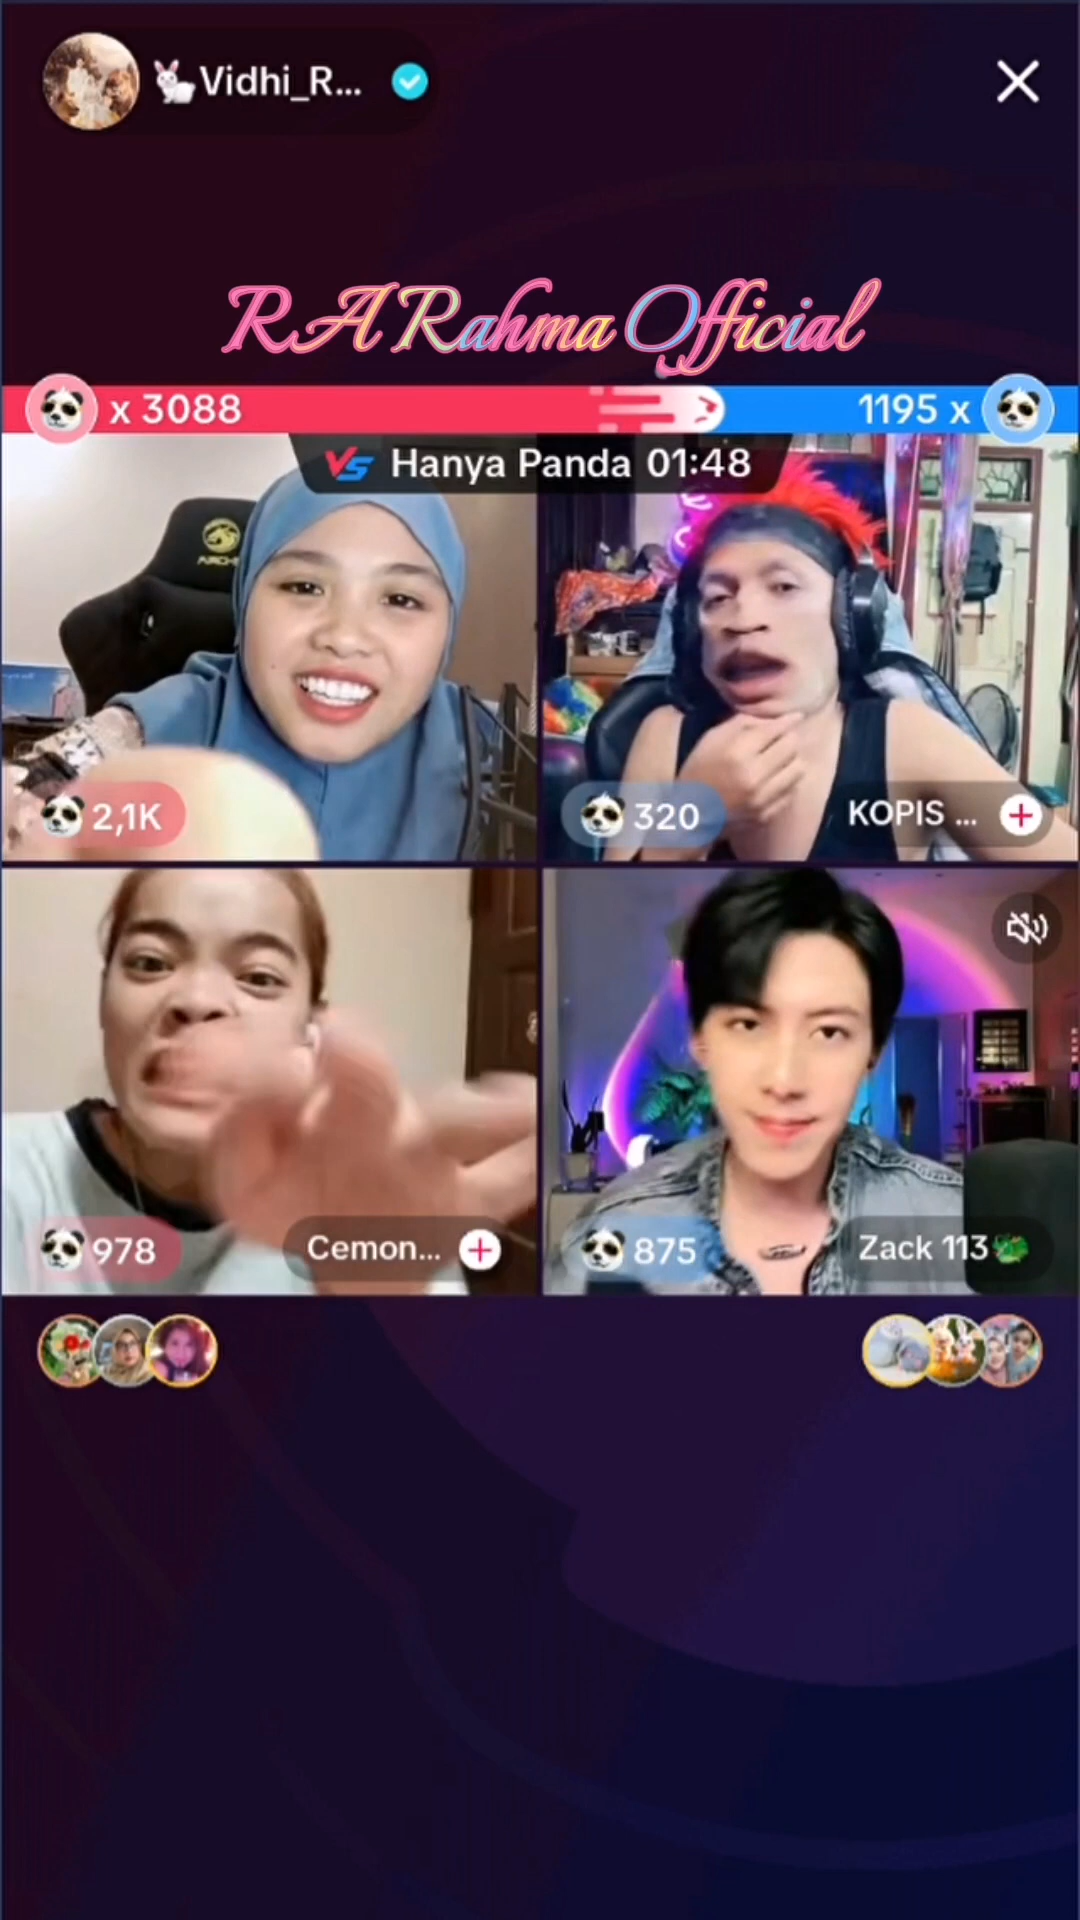 Vidhi_R...
RA Rahma Official
x 3088
1195 x
VS Hanya Panda 01:48
2,1K
320
KOPIS ...
978
Cemon...
875
Zack 113